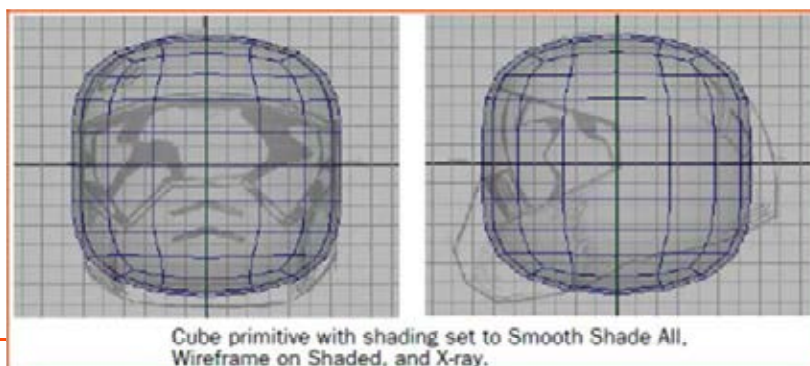 Cube primitive with shading set to Smooth Shade All,
Wireframe on Shaded, and X-ray.